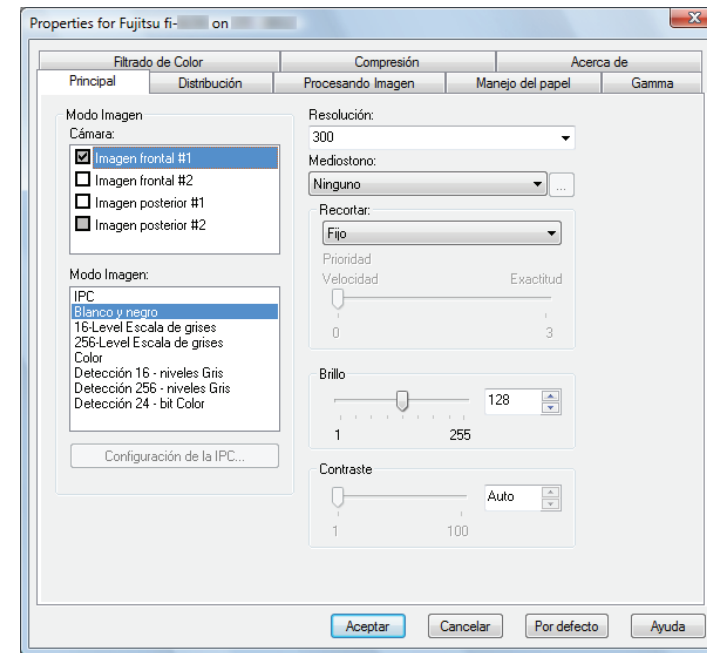 Properties for Fujitsu fi- on
Filtrado de Color Compresión Acerca de
Principal Distribución Procesando Imagen Manejo del papel Gamma
Modo Imagen
Cámara:
Imagen frontal #1
Imagen frontal #2
Imagen posterior #1
Imagen posterior #2
Modo Imagen:
IPC
Blanco y negro
16-Level Escala de grises
256-Level Escala de grises
Color
Detección 16 - niveles Gris
Detección 256 - niveles Gris
Detección 24 - bit Color
Configuración de la IPC...
Resolución:
300
Mediostono:
Ninguno ...
Recortar:
Fijo
Prioridad
Velocidad Exactitud
0 3
Brillo
128
1 255
Contraste
Auto
1 100
Aceptar Cancelar Por defecto Ayuda